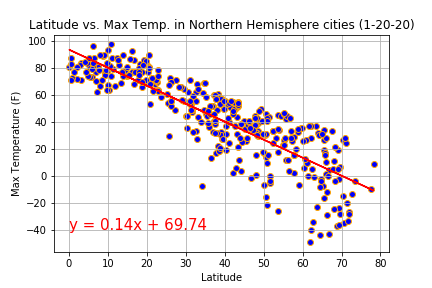 Latitude vs. Max Temp. in Northern Hemisphere cities (1-20-20)
100
80
60
40
20
0
−20
−40
Max Temperature (F)
y = 0.14x + 69.74
0 10 20 30 40 50 60 70 80
Latitude